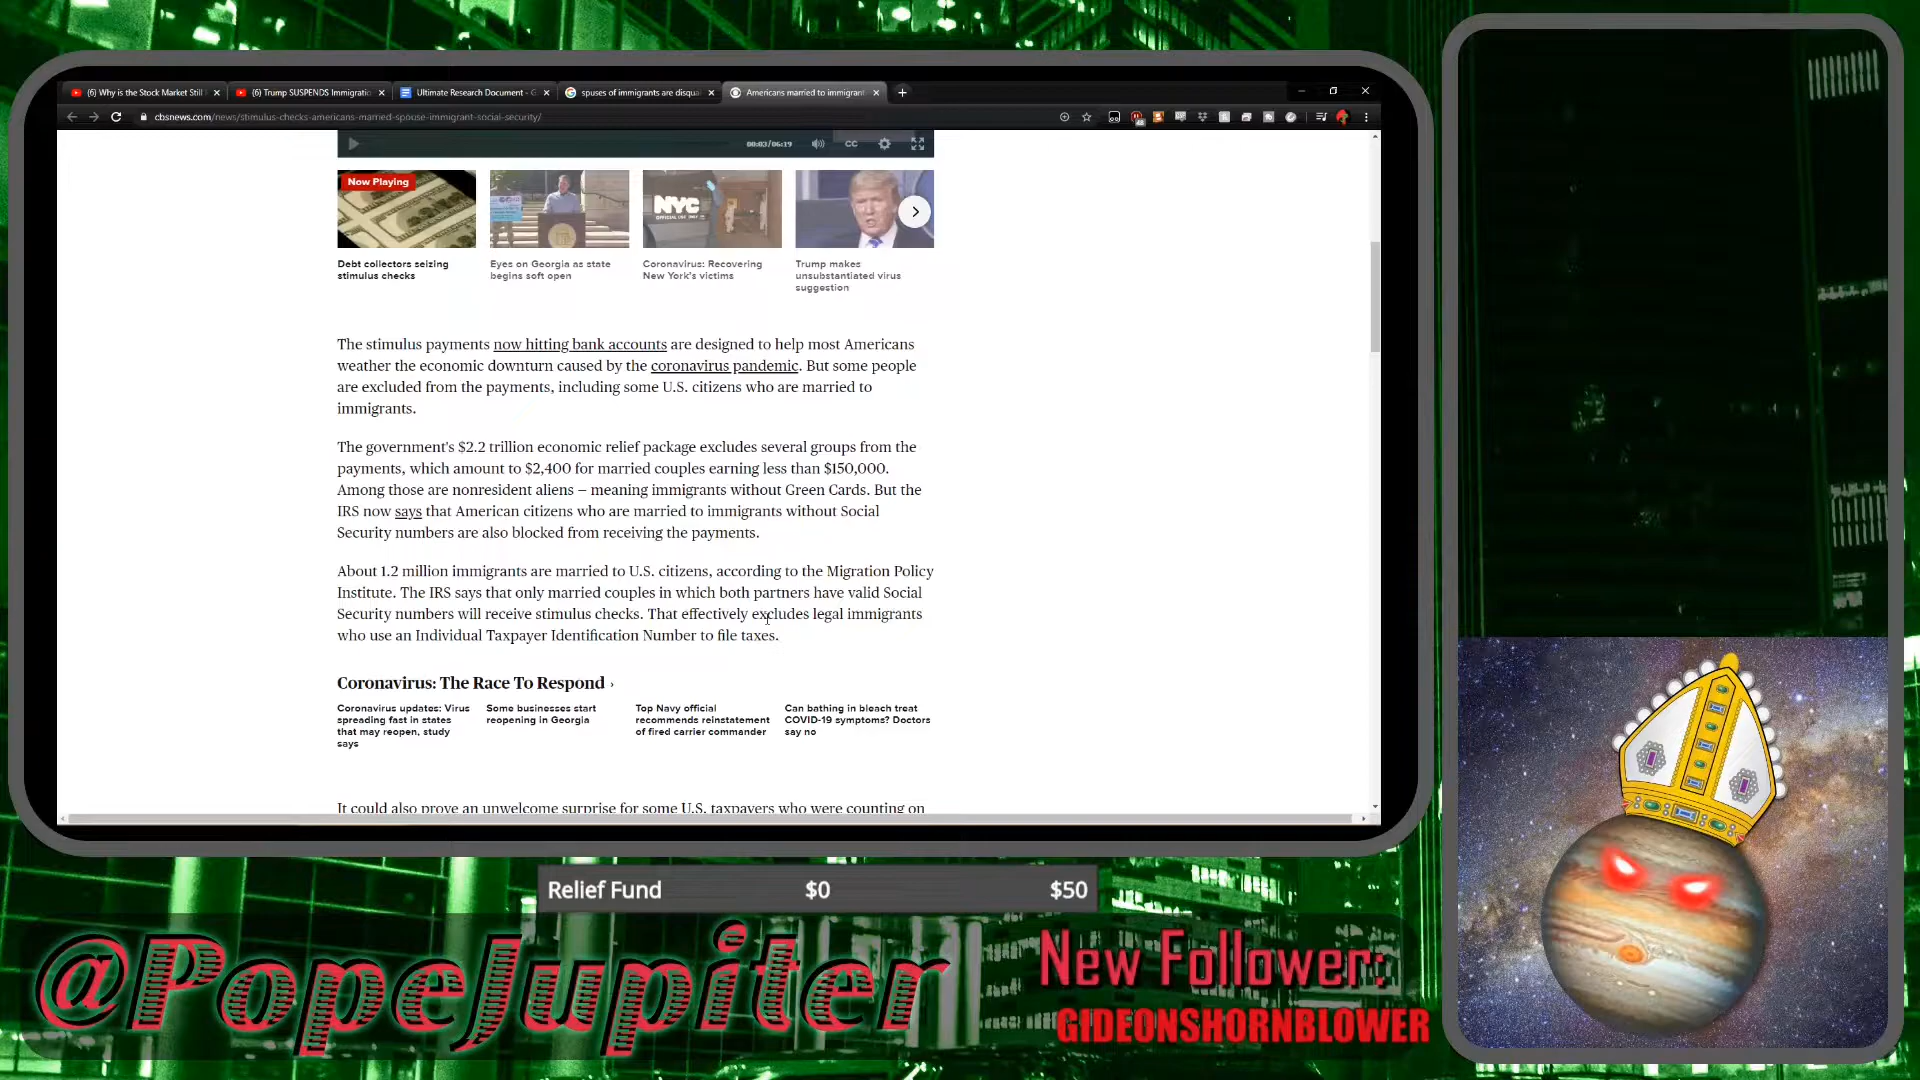 (6) Why is the Stock Market Still
(6) Trump SUSPENDS Immigratio
Ultimate Research Document - G
spuses of immigrants are disqua
Americans married to immigrant
cbsnews.com/news/stimulus-checks-americans-married-spouse-immigrant-social-security/
00:03/06:19
CC
Now Playing
NYC
Debt collectors seizing
stimulus checks
Eyes on Georgia as state
begins soft open
Coronavirus: Recovering
New York's victims
Trump makes
unsubstantiated virus
suggestion
The stimulus payments now hitting bank accounts are designed to help most Americans
weather the economic downturn caused by the coronavirus pandemic. But some people
are excluded from the payments, including some U.S. citizens who are married to
immigrants.
The government's $2.2 trillion economic relief package excludes several groups from the
payments, which amount to $2,400 for married couples earning less than $150,000.
Among those are nonresident aliens — meaning immigrants without Green Cards. But the
IRS now says that American citizens who are married to immigrants without Social
Security numbers are also blocked from receiving the payments.
About 1.2 million immigrants are married to U.S. citizens, according to the Migration Policy
Institute. The IRS says that only married couples in which both partners have valid Social
Security numbers will receive stimulus checks. That effectively excludes legal immigrants
who use an Individual Taxpayer Identification Number to file taxes.
Coronavirus: The Race To Respond ›
Coronavirus updates: Virus
spreading fast in states
that may reopen, study
says
Some businesses start
reopening in Georgia
Top Navy official
recommends reinstatement
of fired carrier commander
Can bathing in bleach treat
COVID-19 symptoms? Doctors
say no
It could also prove an unwelcome surprise for some U.S. taxpayers who were counting on
Relief Fund $0 $50
@PopeJupiter
New Follower:
GIDEONSHORNBLOWER